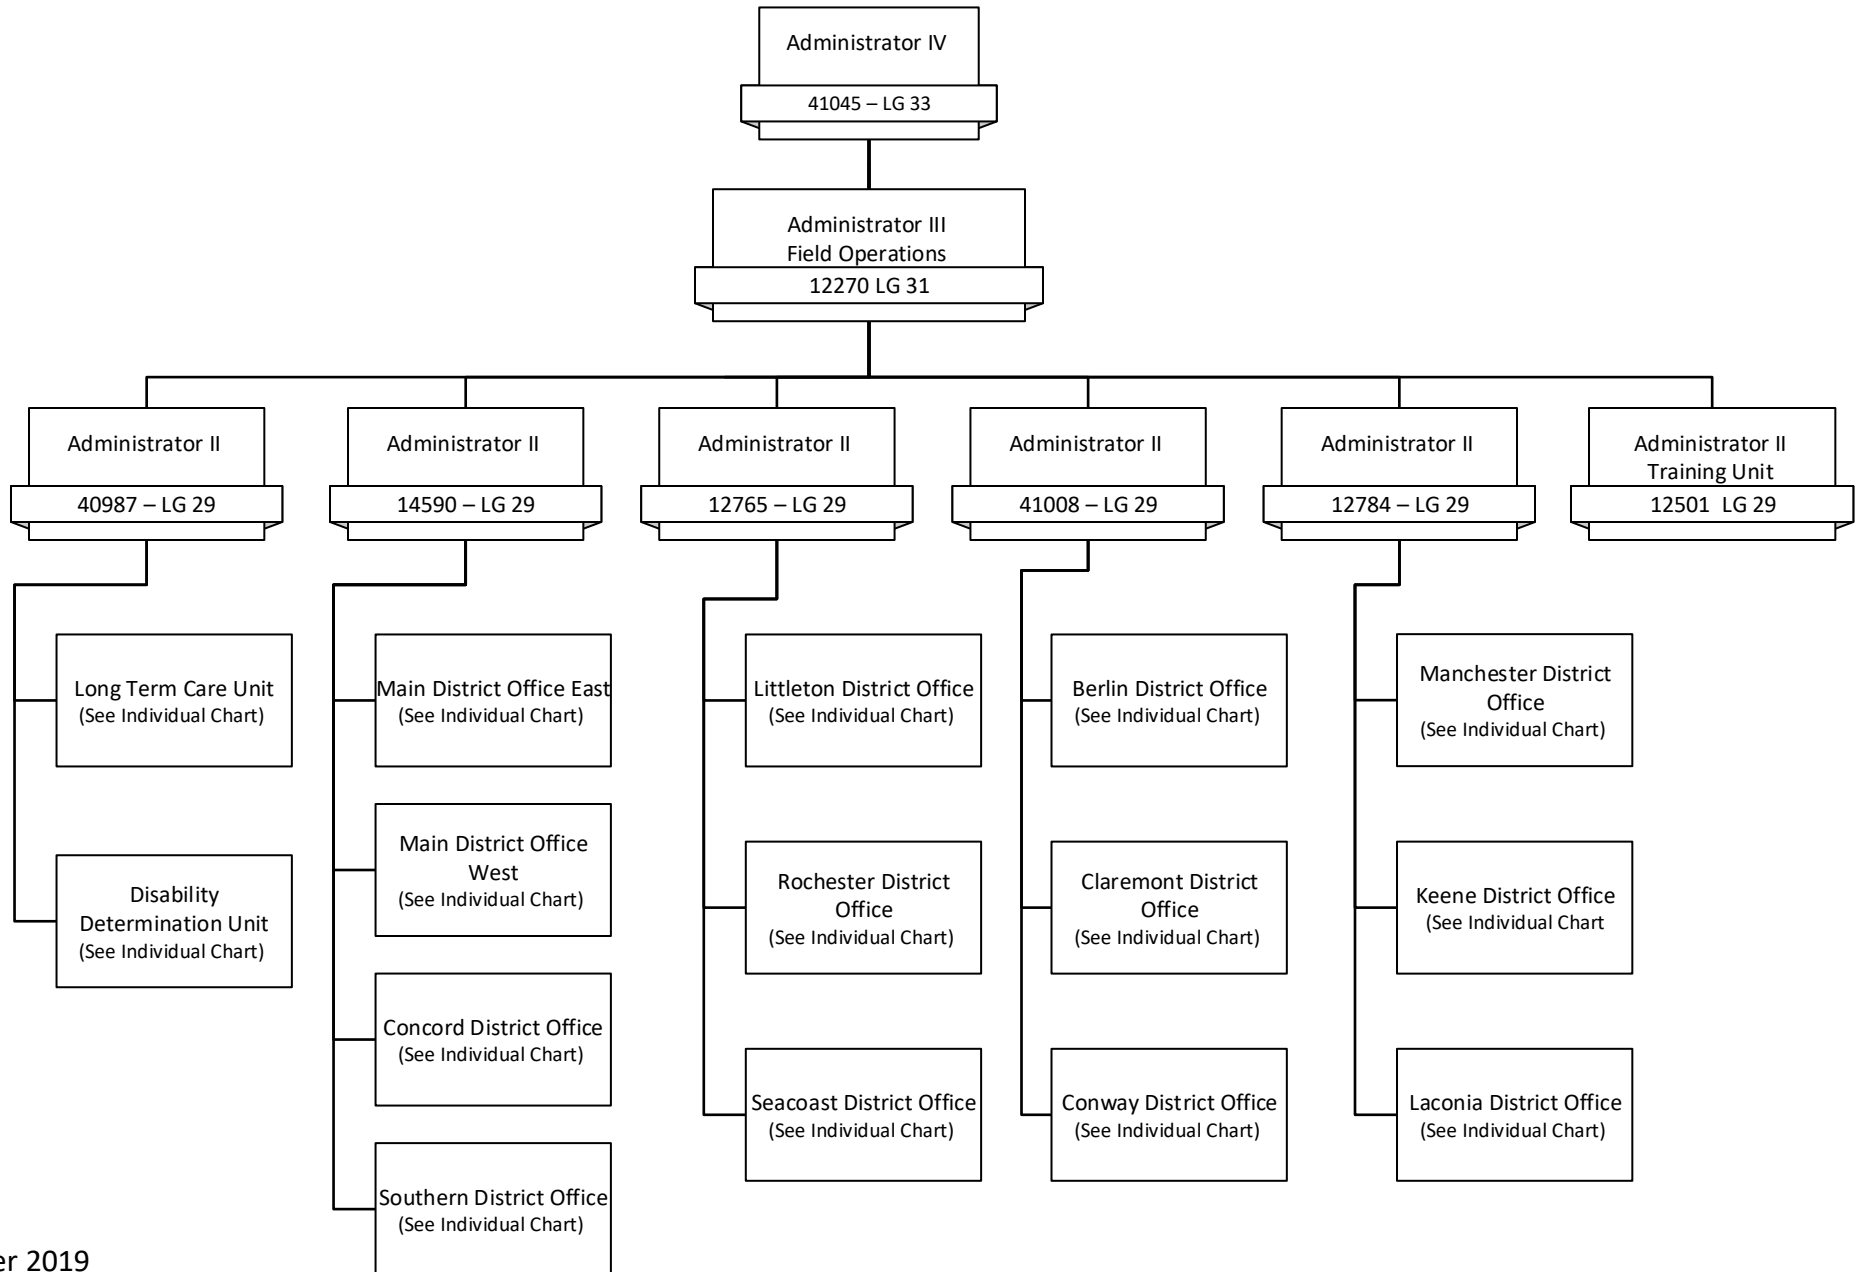 Administrator IV
41045 – LG 33
Administrator III
Field Operations
12270 LG 31
Administrator II
40987 – LG 29
Administrator II
14590 – LG 29
Administrator II
12765 – LG 29
Administrator II
41008 – LG 29
Administrator II
12784 – LG 29
Administrator II
Training Unit
12501  LG 29
Long Term Care Unit
(See Individual Chart)
Disability
Determination Unit
(See Individual Chart)
Main District Office East
(See Individual Chart)
Main District Office
West
(See Individual Chart)
Concord District Office
(See Individual Chart)
Southern District Office
(See Individual Chart)
Littleton District Office
(See Individual Chart)
Rochester District
Office
(See Individual Chart)
Seacoast District Office
(See Individual Chart)
Berlin District Office
(See Individual Chart)
Claremont District
Office
(See Individual Chart)
Conway District Office
(See Individual Chart)
Manchester District
Office
(See Individual Chart)
Keene District Office
(See Individual Chart
Laconia District Office
(See Individual Chart)
2019